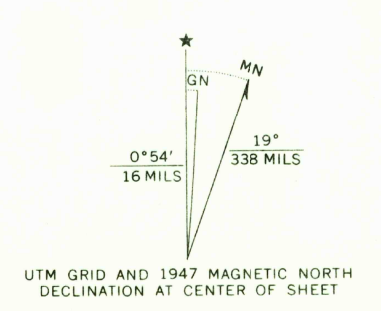 ★
MN
GN
0°54'
16 MILS
19°
338 MILS
UTM GRID AND 1947 MAGNETIC NORTH
DECLINATION AT CENTER OF SHEET